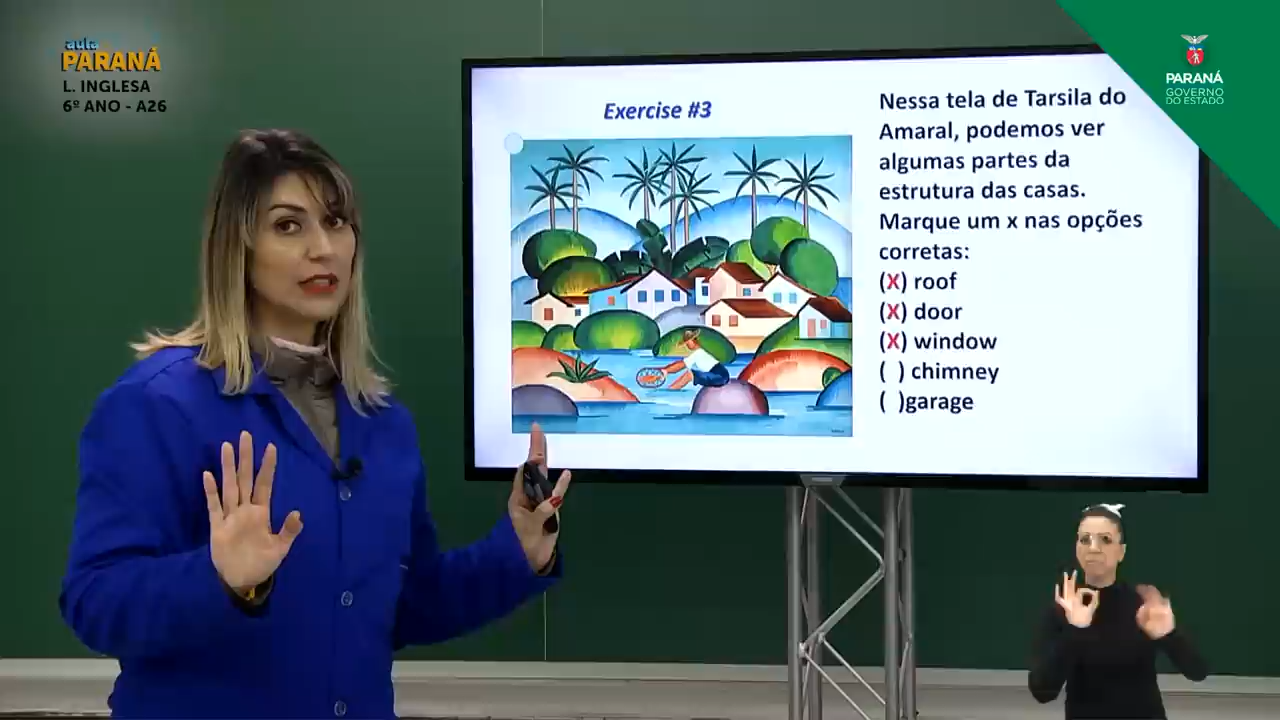 aula
PARANÁ
L. INGLESA
6º ANO - A26
Exercise #3
Nessa tela de Tarsila do
Amaral, podemos ver
algumas partes da
estrutura das casas.
Marque um x nas opções
corretas:
(X) roof
(X) door
(X) window
( ) chimney
( )garage
PARANÁ
GOVERNO
DO ESTADO